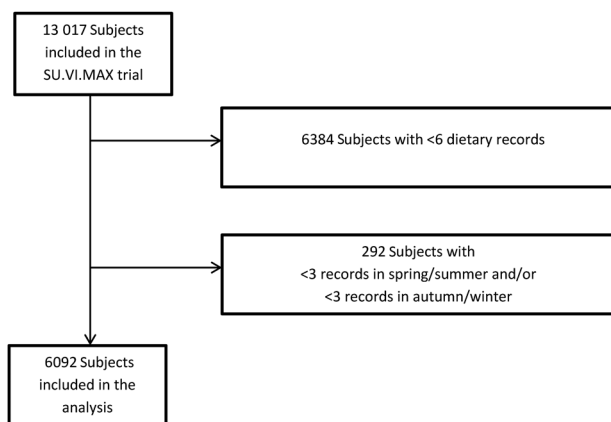 13 017 Subjects
included in the
SU.VI.MAX trial
6384 Subjects with <6 dietary records
292 Subjects with
<3 records in spring/summer and/or
<3 records in autumn/winter
6092 Subjects
included in the
analysis